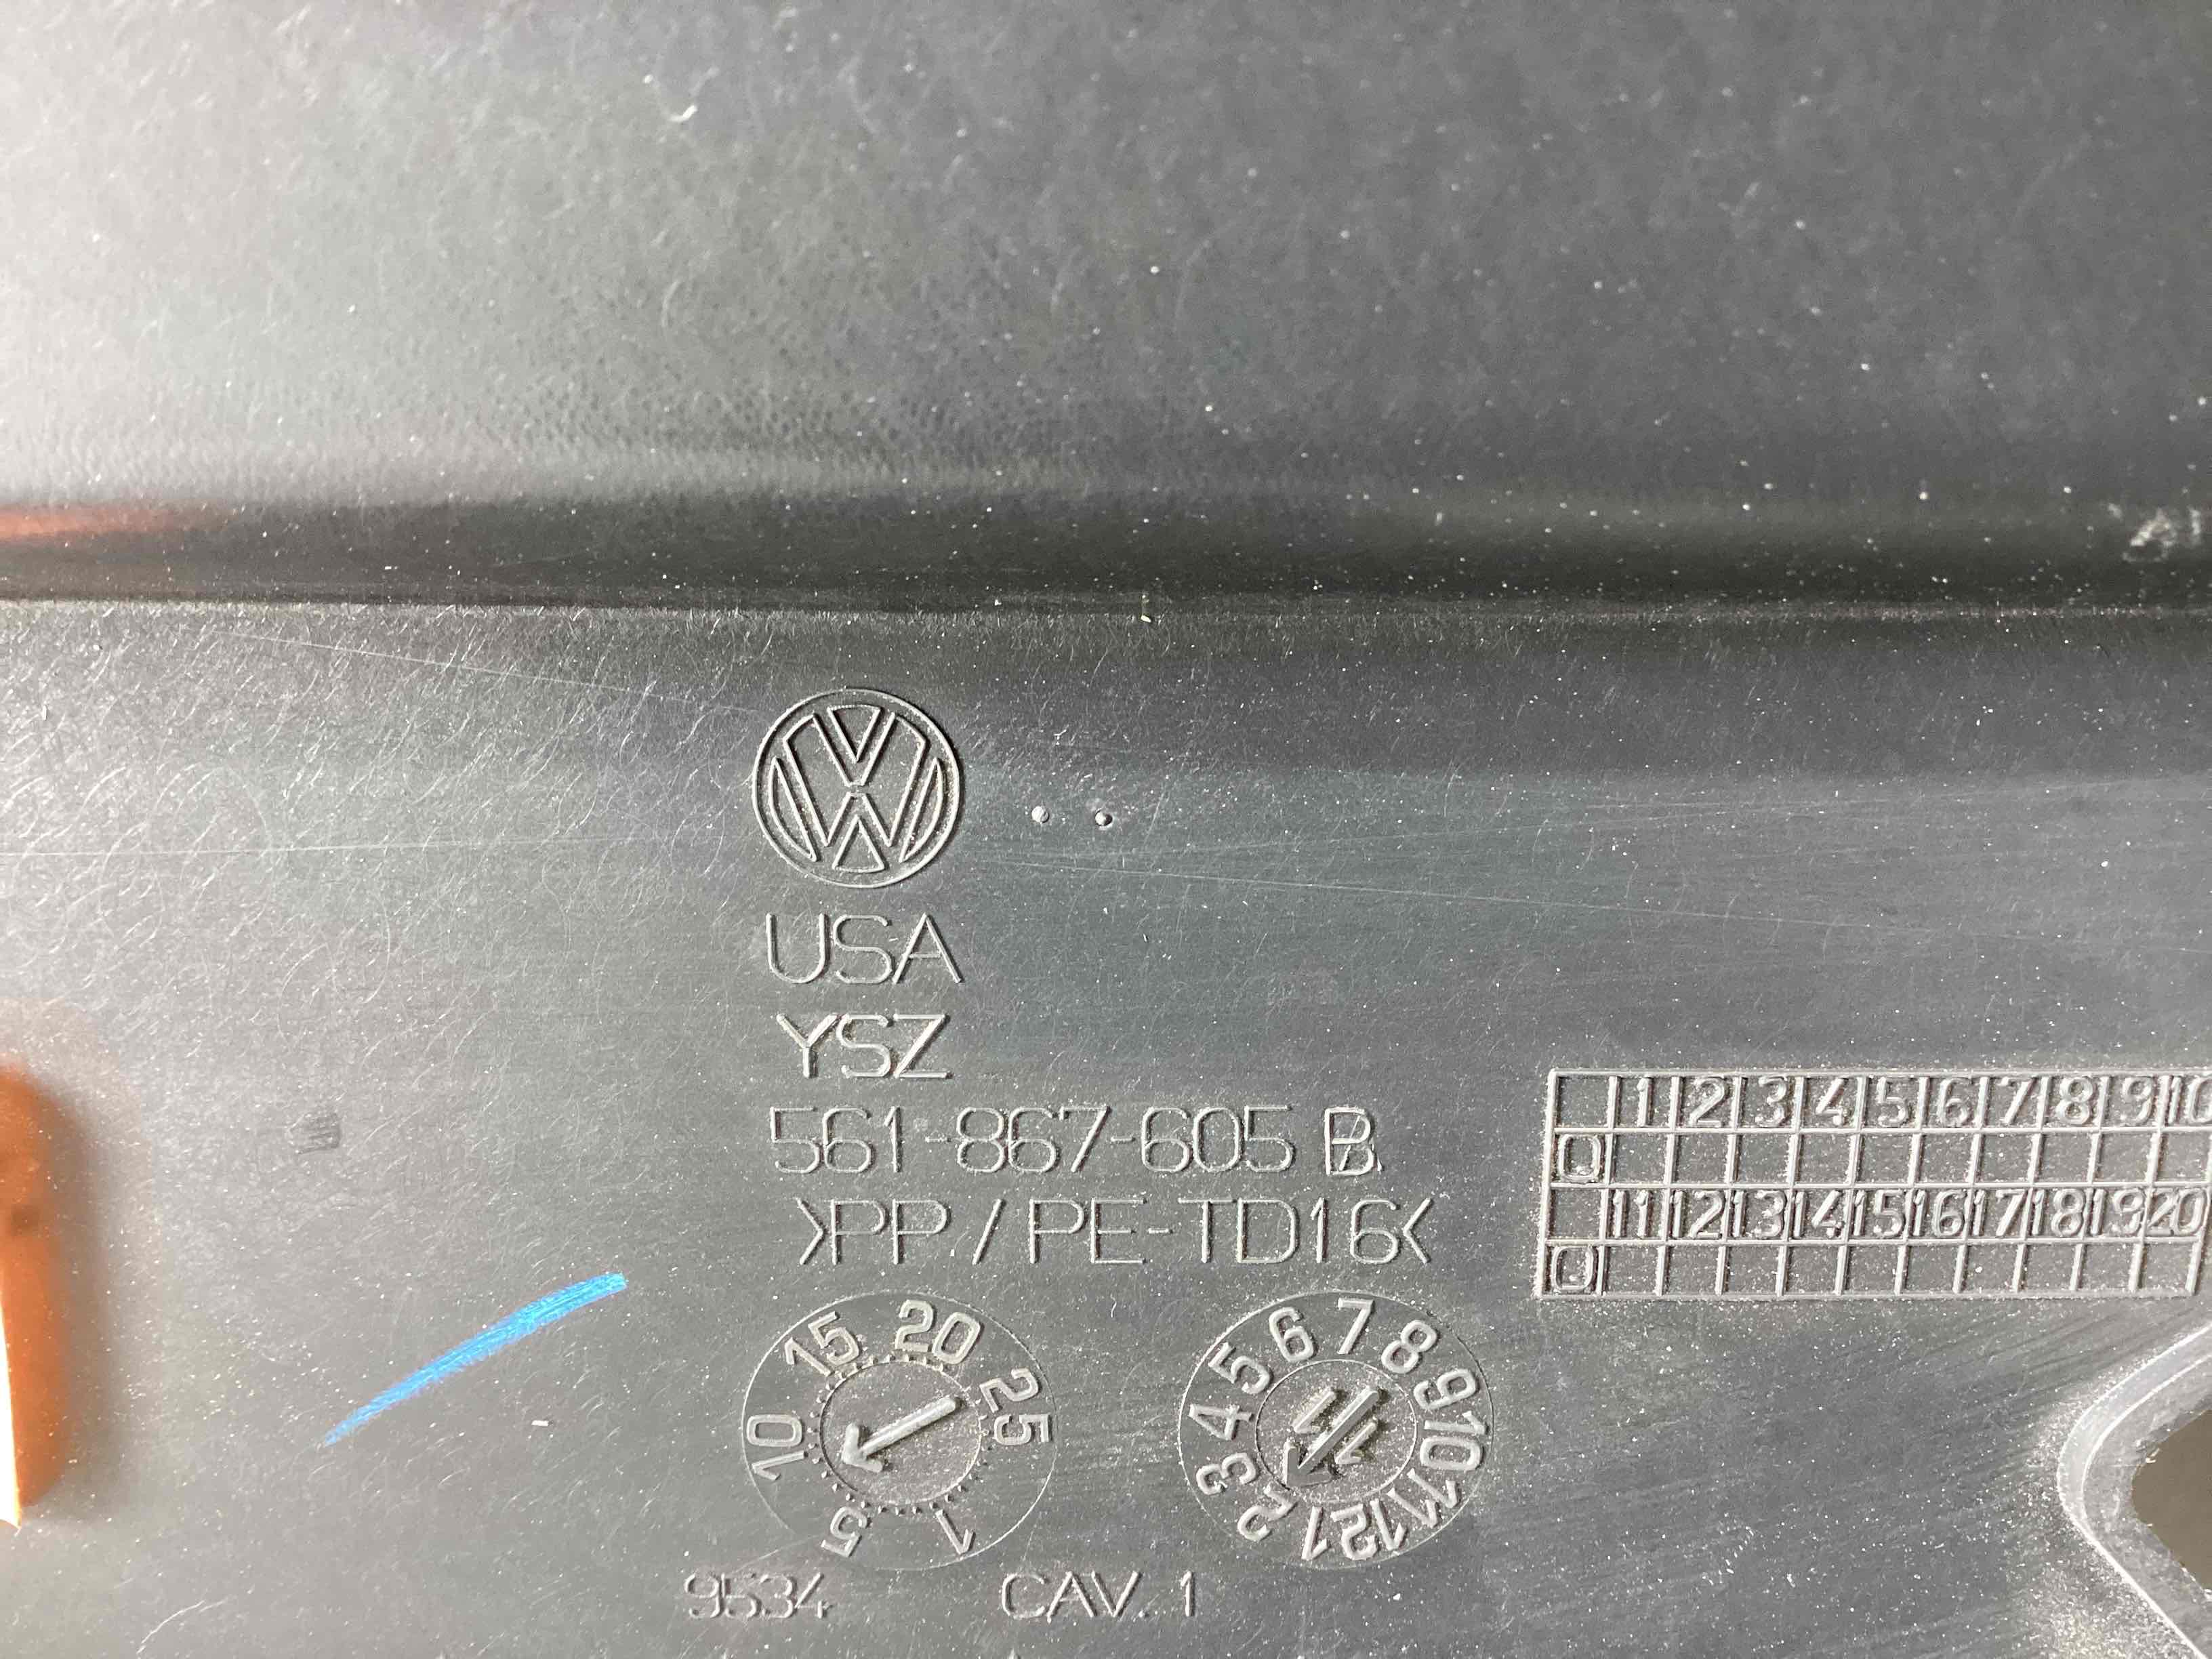 USA
YSZ
561-867-605 B
>PP/PE-TD16<
1 2 3 4 5 6 7 8 9 10
Q
11 12 13 14 15 16 17 18 19 20
Q
1 5 10 15 20 25
1 2 3 4 5 6 7 8 9 10 11 12
9534 CAV. 1